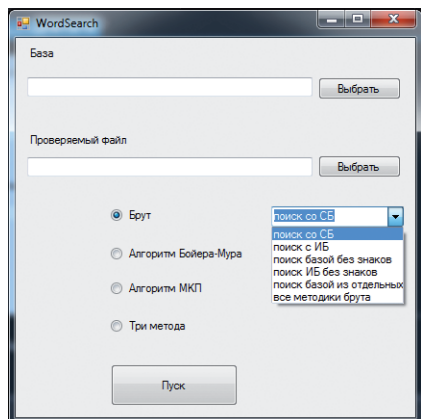 WordSearch
База
Выбрать
Проверяемый файл
Выбрать
Брут
поиск со СБ
поиск со СБ
поиск с ИБ
поиск базой без знаков
поиск ИБ без знаков
поиск базой из отдельных
все методики брута
Алгоритм Бойера-Мура
Алгоритм МКП
Три метода
Пуск